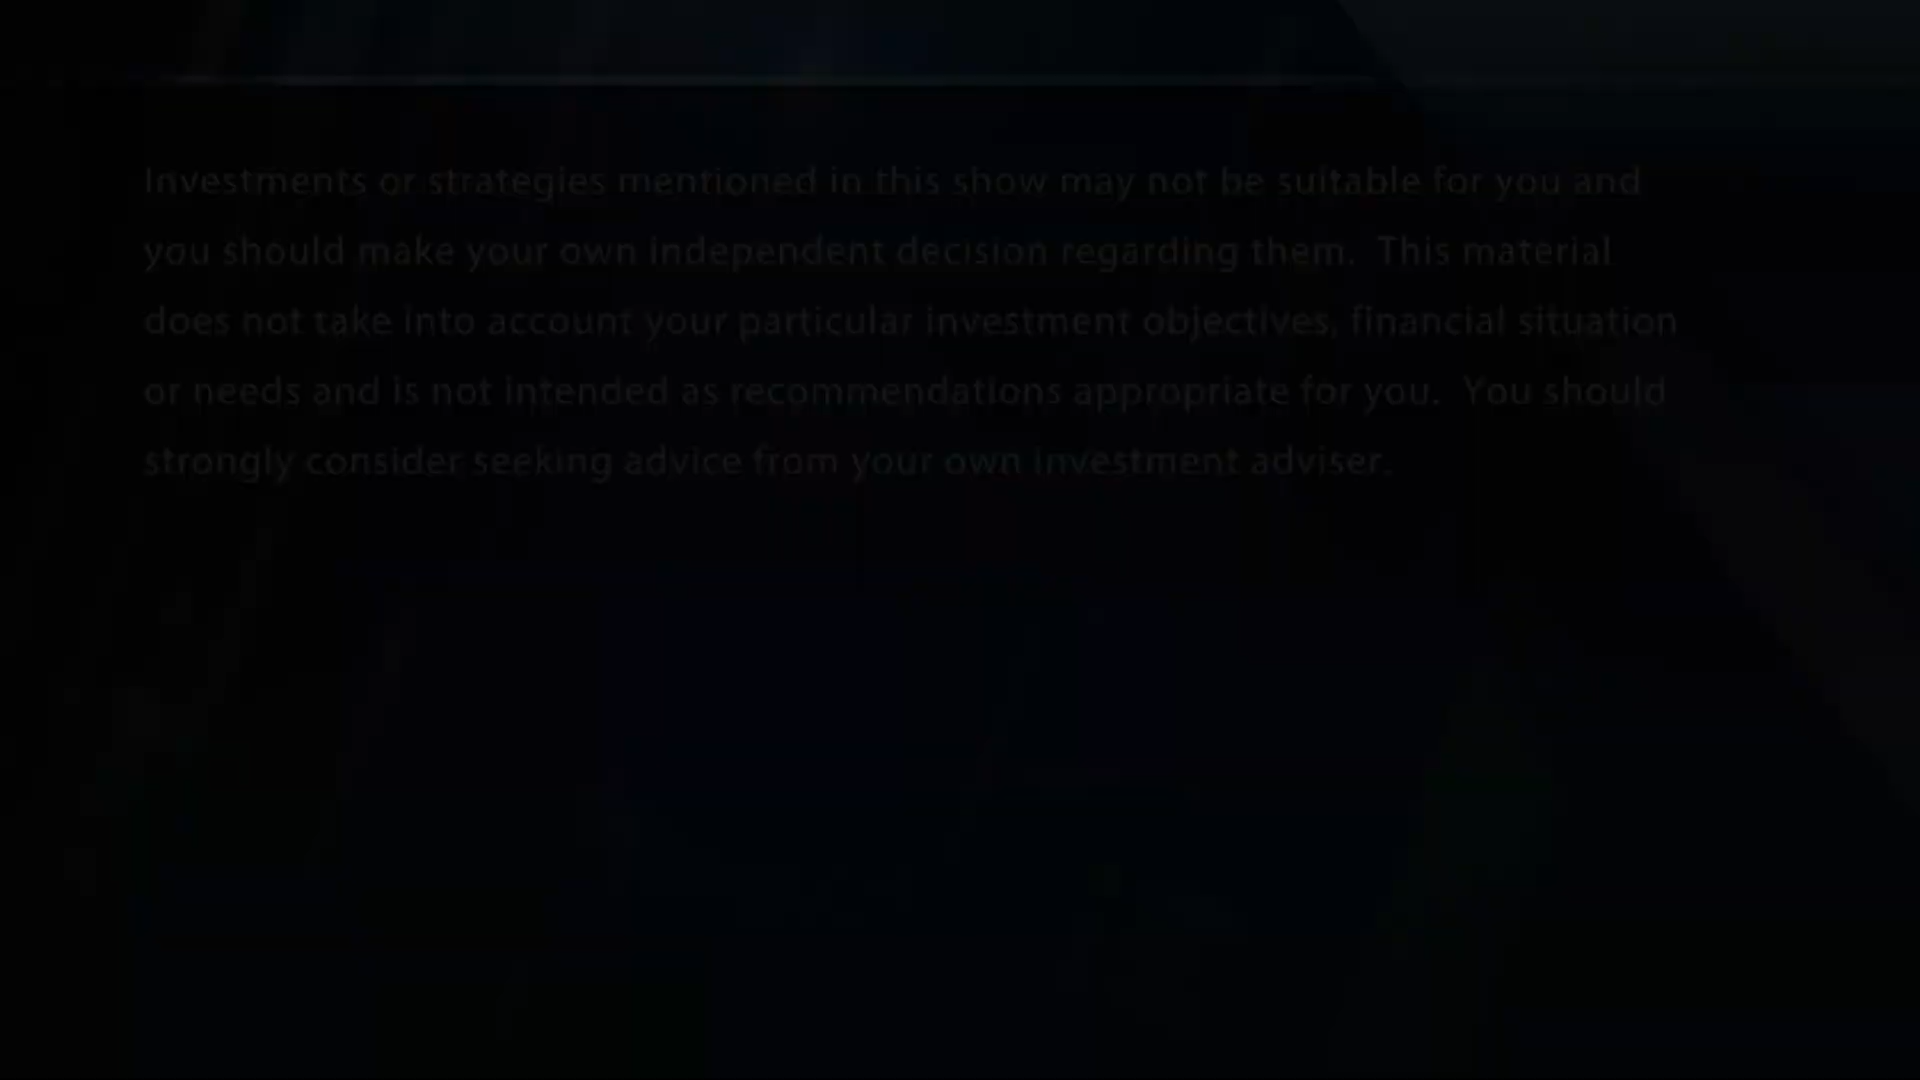 Investments or strategies mentioned in this show may not be suitable for you and
you should make your own independent decision regarding them.  This material
does not take into account your particular investment objectives, financial situation
or needs and is not intended as recommendations appropriate for you.  You should
strongly consider seeking advice from your own investment adviser.